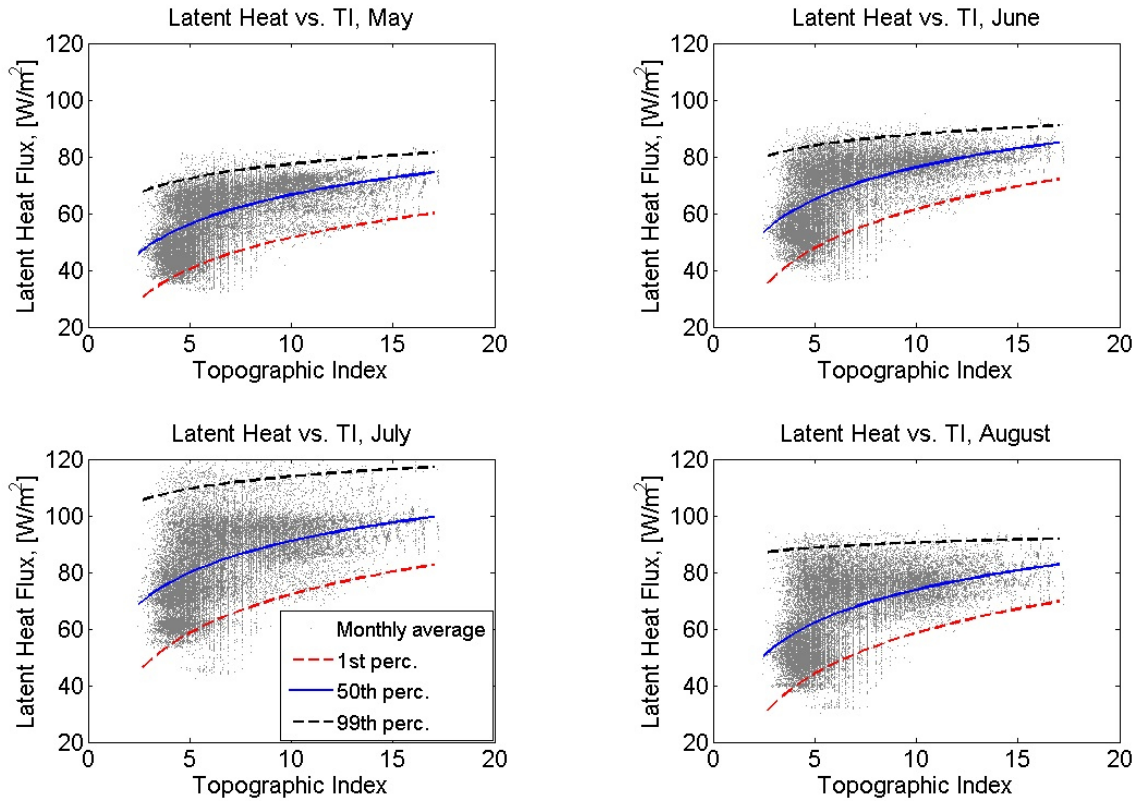 Latent Heat vs. TI, May
120
100
80
60
40
20
0
5
10
15
20
Latent Heat Flux, [W/m²]
Topographic Index
Latent Heat vs. TI, June
120
100
80
60
40
20
0
5
10
15
20
Latent Heat Flux, [W/m²]
Topographic Index
Latent Heat vs. TI, July
120
100
80
60
40
20
0
5
10
15
20
Latent Heat Flux, [W/m²]
Topographic Index
Monthly average
1st perc.
50th perc.
99th perc.
Latent Heat vs. TI, August
120
100
80
60
40
20
0
5
10
15
20
Latent Heat Flux, [W/m²]
Topographic Index